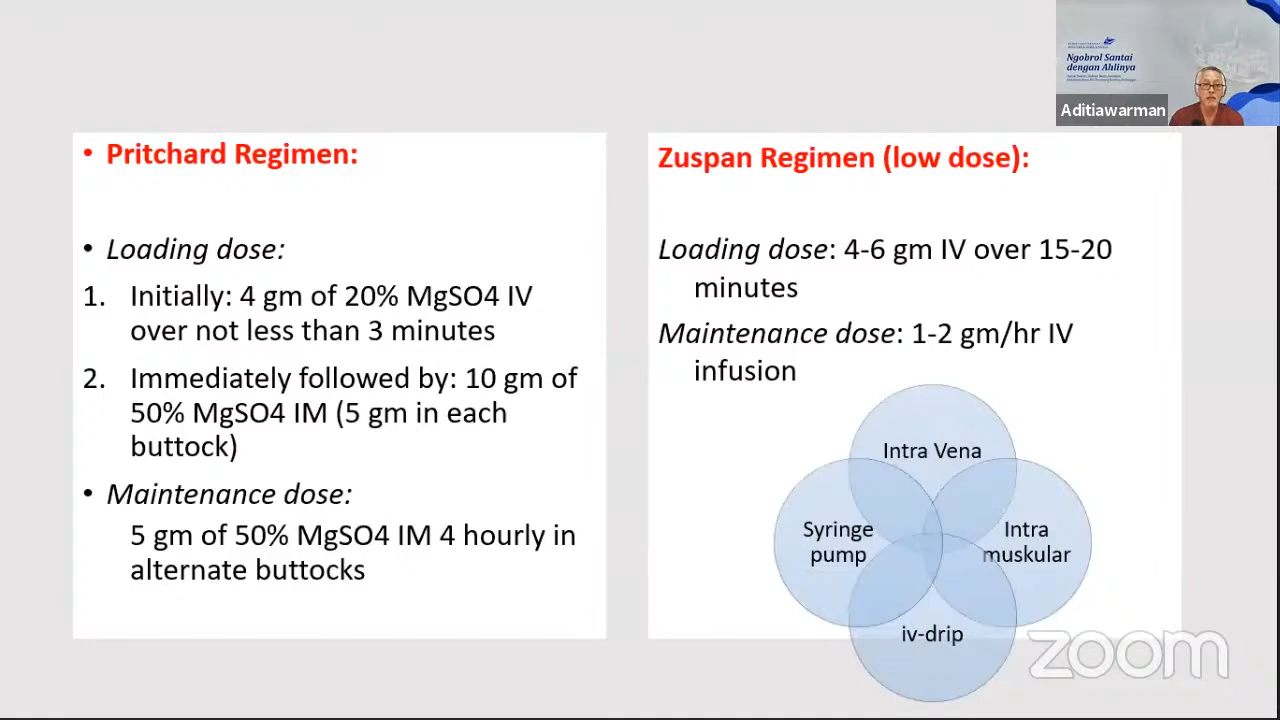 Ngobrol Santai
dengan Ahlinya
Aditiawarman
• Pritchard Regimen:
• Loading dose:
1. Initially: 4 gm of 20% MgSO4 IV
over not less than 3 minutes
2. Immediately followed by: 10 gm of
50% MgSO4 IM (5 gm in each
buttock)
• Maintenance dose:
5 gm of 50% MgSO4 IM 4 hourly in
alternate buttocks
Zuspan Regimen (low dose):
Loading dose: 4-6 gm IV over 15-20
minutes
Maintenance dose: 1-2 gm/hr IV
infusion
Intra Vena
Syringe
pump
Intra
muskular
iv-drip
zoom